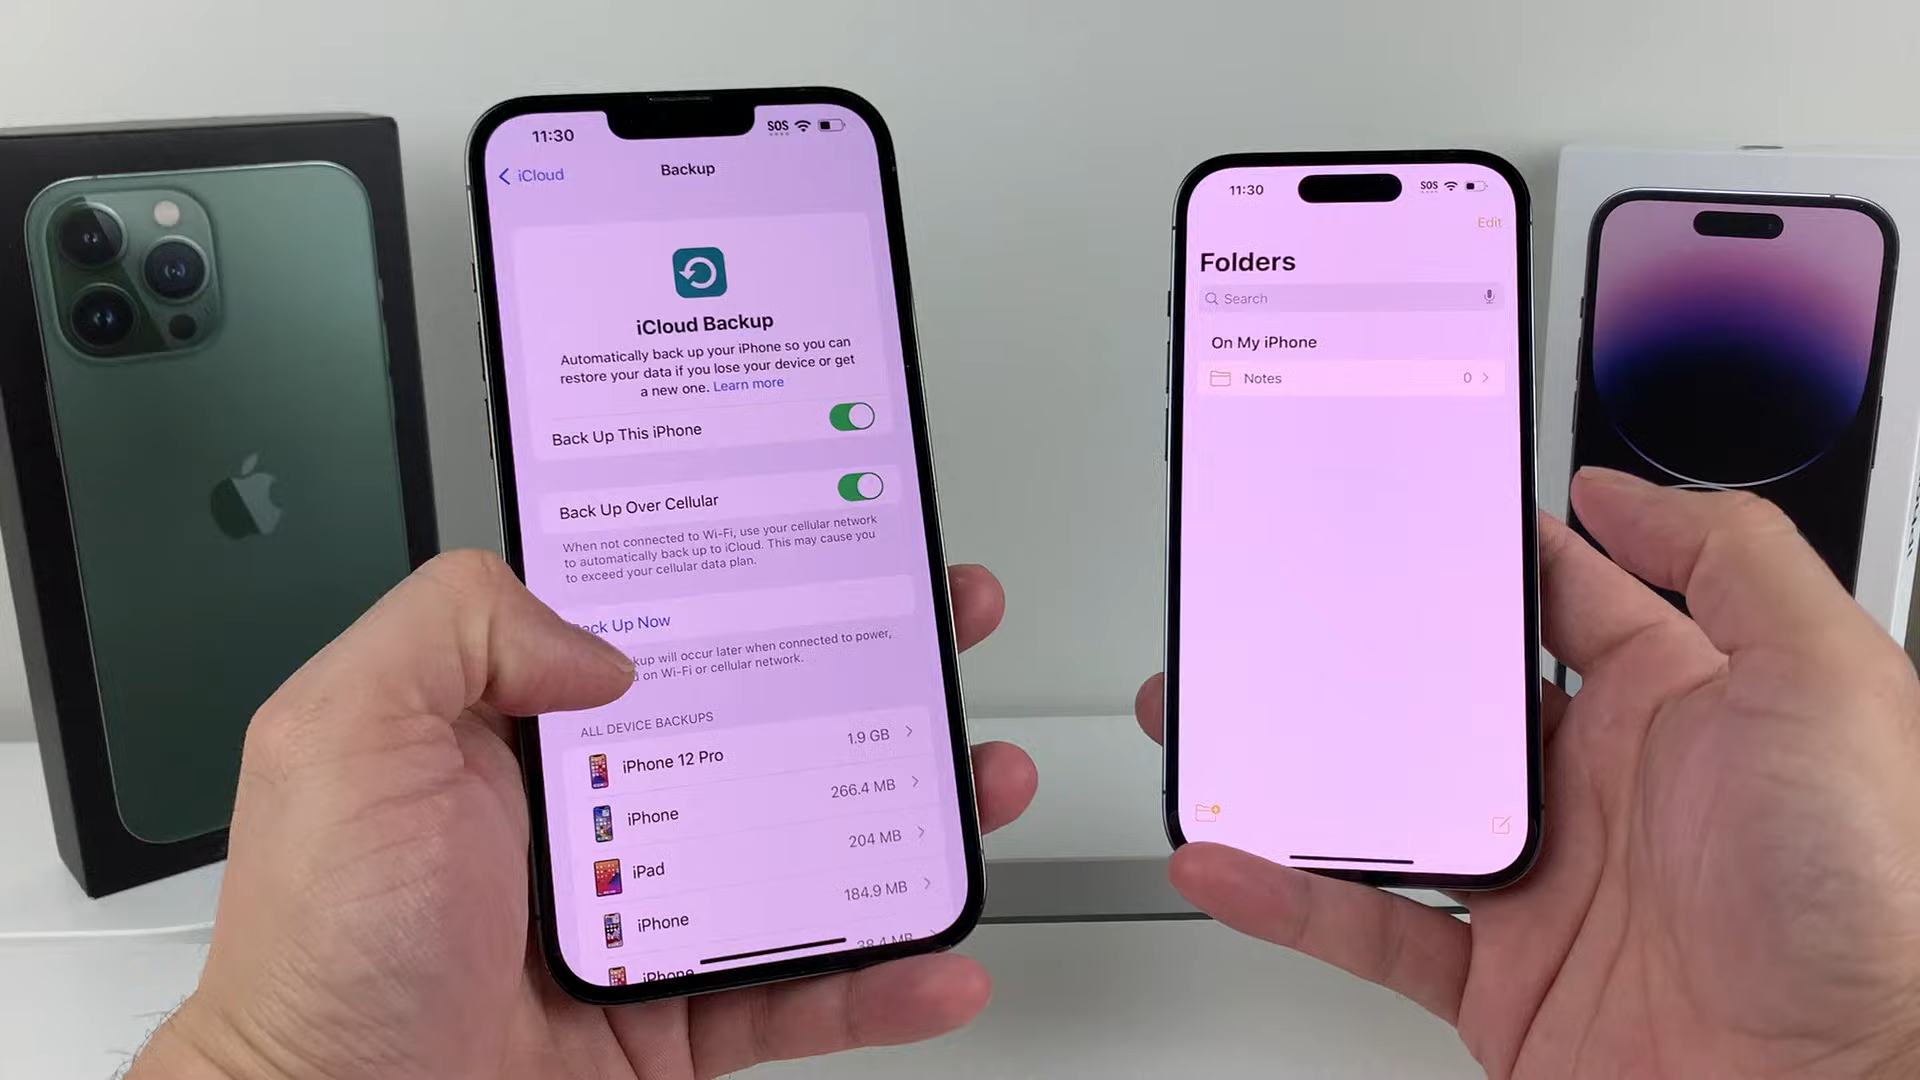 11:30
SOS
iCloud
Backup
iCloud Backup
Automatically back up your iPhone so you can
restore your data if you lose your device or get
a new one. Learn more
Back Up This iPhone
Back Up Over Cellular
When not connected to Wi-Fi, use your cellular network
to automatically back up to iCloud. This may cause you
to exceed your cellular data plan.
Up Now
will occur later when connected to power,
on Wi-Fi or cellular network.
ALL DEVICE BACKUPS
iPhone 12 Pro 1.9 GB
iPhone 266.4 MB
iPad 204 MB
iPhone 184.9 MB
iPhone 38.4 MB
11:30
SOS
Edit
Folders
Search
On My iPhone
Notes 0